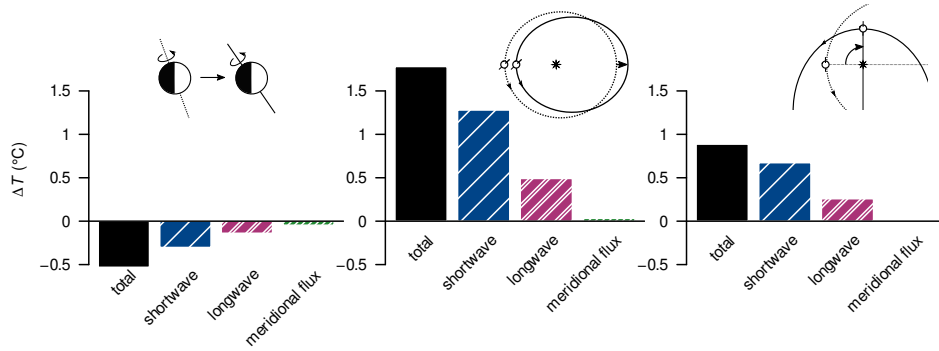 ΔT (°C)
1.5
1
0.5
0
−0.5
total
shortwave
longwave
meridional flux
1.5
1
0.5
0
−0.5
total
shortwave
longwave
meridional flux
1.5
1
0.5
0
−0.5
total
shortwave
longwave
meridional flux